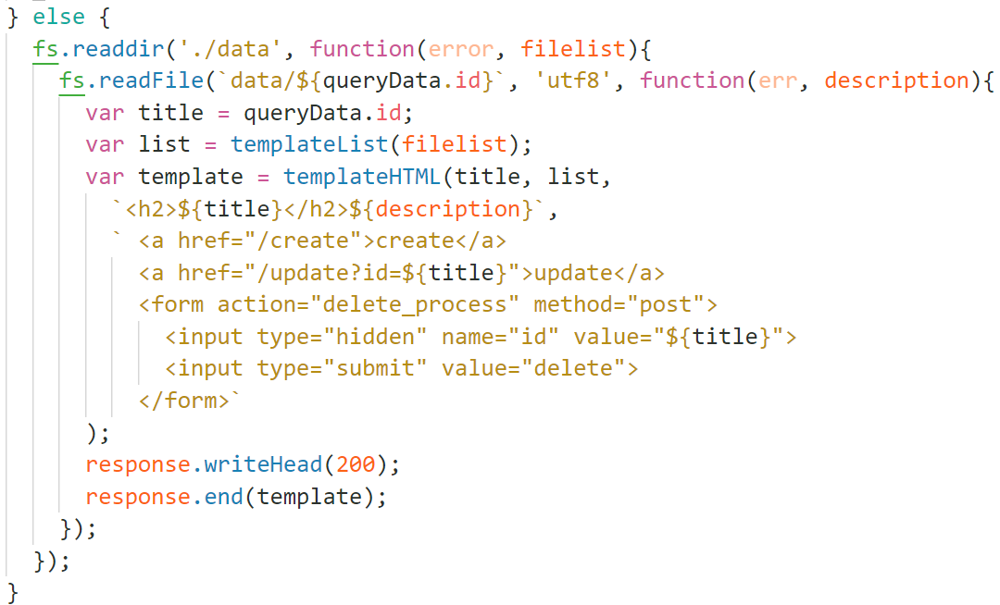 } else {
fs.readdir('./data', function(error, filelist){
fs.readFile(`data/${queryData.id}`, 'utf8', function(err, description){
var title = queryData.id;
var list = templateList(filelist);
var template = templateHTML(title, list,
`<h2>${title}</h2>${description}`,
` <a href="/create">create</a>
<a href="/update?id=${title}">update</a>
<form action="delete_process" method="post">
<input type="hidden" name="id" value="${title}">
<input type="submit" value="delete">
</form>`
);
response.writeHead(200);
response.end(template);
});
});
}